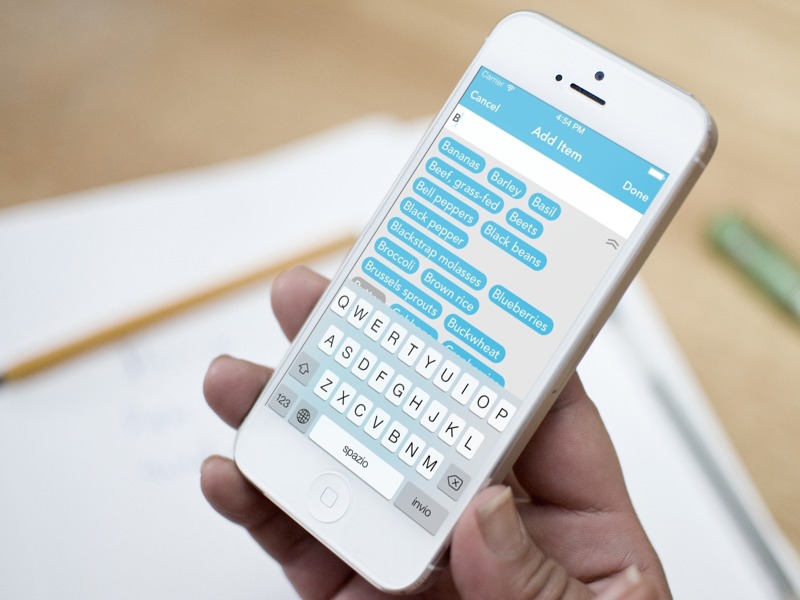 Carrier 4:54 PM
Cancel Add Item Done
B
Bananas Barley Basil
Beef, grass-fed Beets
Bell peppers Black beans
Black pepper
Blackstrap molasses
Broccoli Brown rice Blueberries
Brussels sprouts Buckwheat
Q W E R T Y U I O P
A S D F G H J K L
Z X C V B N M
123 spazio invio